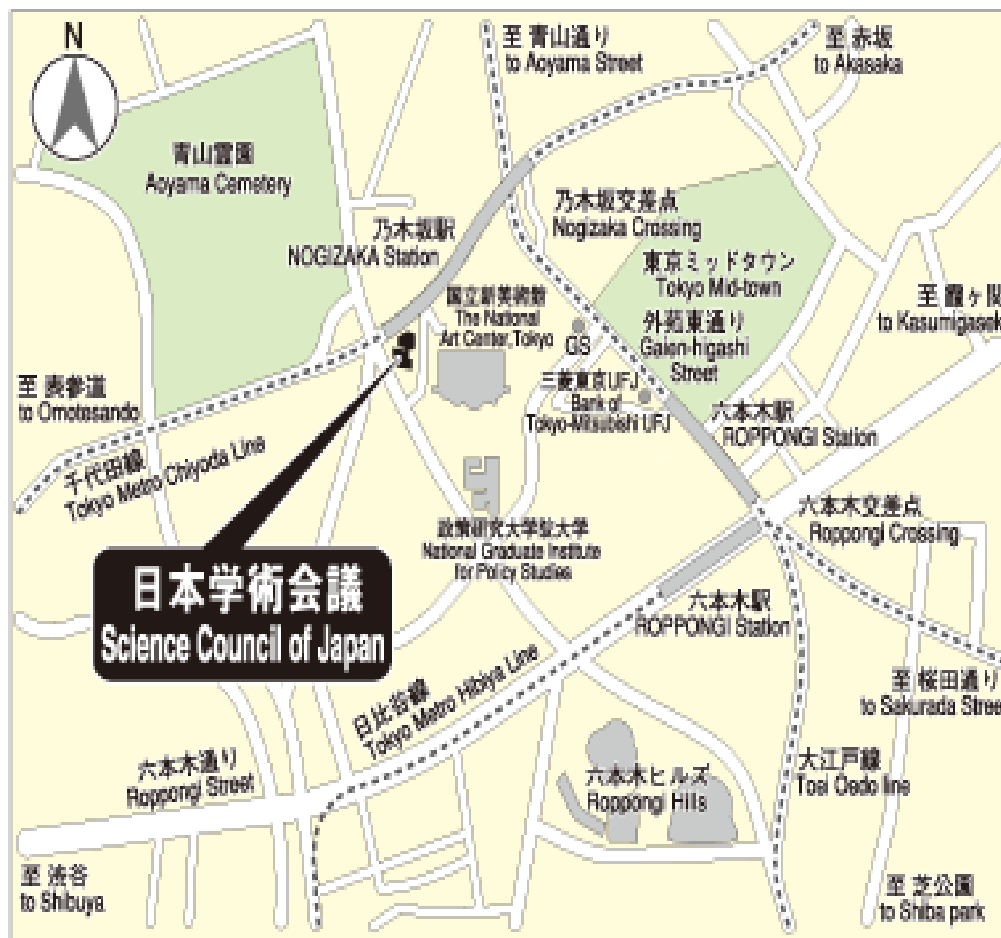 N
至 青山通り
to Aoyama Street
至 赤坂
to Akasaka
青山霊園
Aoyama Cemetery
乃木坂駅
NOGIZAKA Station
乃木坂交差点
Nogizaka Crossing
東京ミッドタウン
Tokyo Mid-town
国立新美術館
The National
Art Center,Tokyo
外苑東通り
Gaien-higashi
Street
GS
至 霞ヶ関
to Kasumigasek
至 表参道
to Omotesando
三菱東京UFJ
Bank of
Tokyo-Mitsubishi UFJ
六本木駅
ROPPONGI Station
千代田線
Tokyo Metro Chiyoda Line
政策研究大学院大学
National Graduate Institute
for Policy Studies
六本木交差点
Roppongi Crossing
日本学術会議
Science Council of Japan
六本木駅
ROPPONGI Station
日比谷線
Tokyo Metro Hibiya Line
至 桜田通り
to Sakurada Stree
六本木通り
Roppongi Street
六本木ヒルズ
Roppongi Hills
大江戸線
Toei Oedo line
至 渋谷
to Shibuya
至 芝公園
to Shiba park